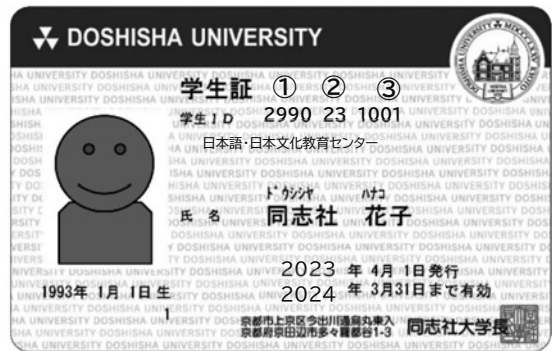 DOSHISHA UNIVERSITY
学生証 ① ② ③
学生ID 2990 23 1001
日本語・日本文化教育センター
ドウシシャ ハナコ
氏名 同志社 花子
2023 年 4月 1日発行
1993年 1月 1日生 2024 年 3月31日まで有効
1
京都市上京区今出川通烏丸東入
京都府京田辺市多々羅都谷1-3 同志社大学長